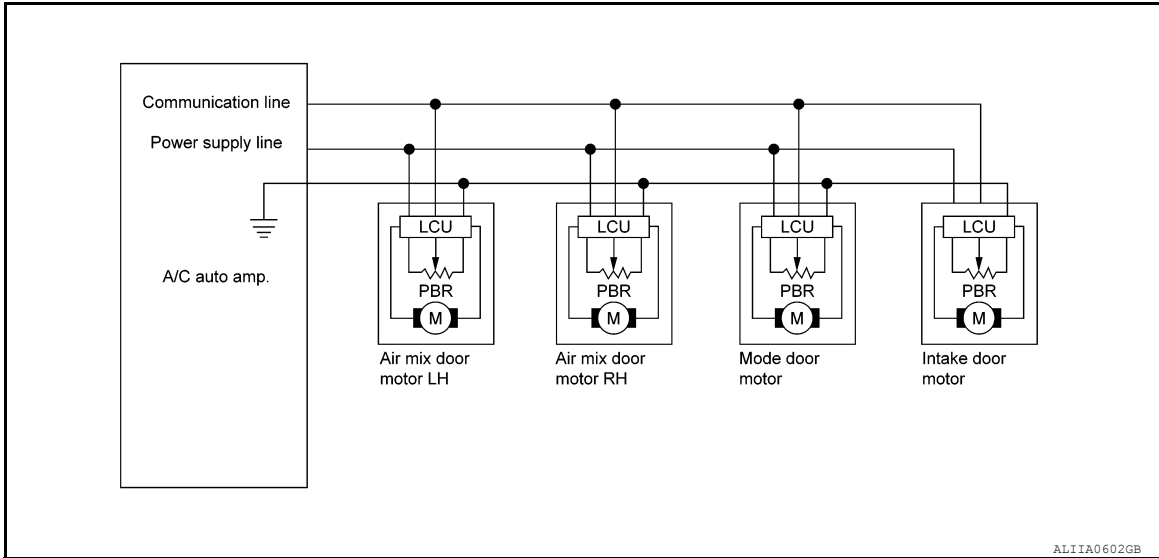 Communication line
Power supply line
A/C auto amp.
LCU
PBR
M
Air mix door
motor LH
LCU
PBR
M
Air mix door
motor RH
LCU
PBR
M
Mode door
motor
LCU
PBR
M
Intake door
motor
ALIIA0602GB